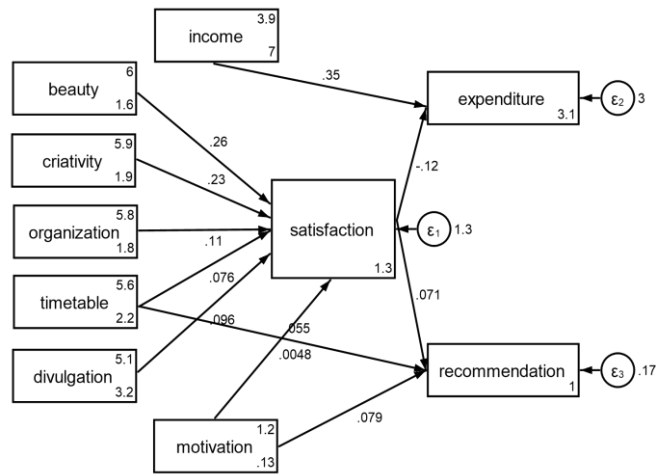 3.9
income
7
6
beauty
1.6
.35
expenditure
3.1
ε2
3
5.9
criativity
1.9
.26
.23
-.12
5.8
organization
1.8
.11
satisfaction
1.3
ε1
1.3
5.6
timetable
2.2
.076
.096
.055
.0048
.071
5.1
divulgation
3.2
recommendation
1
ε3
.17
1.2
motivation
.13
.079